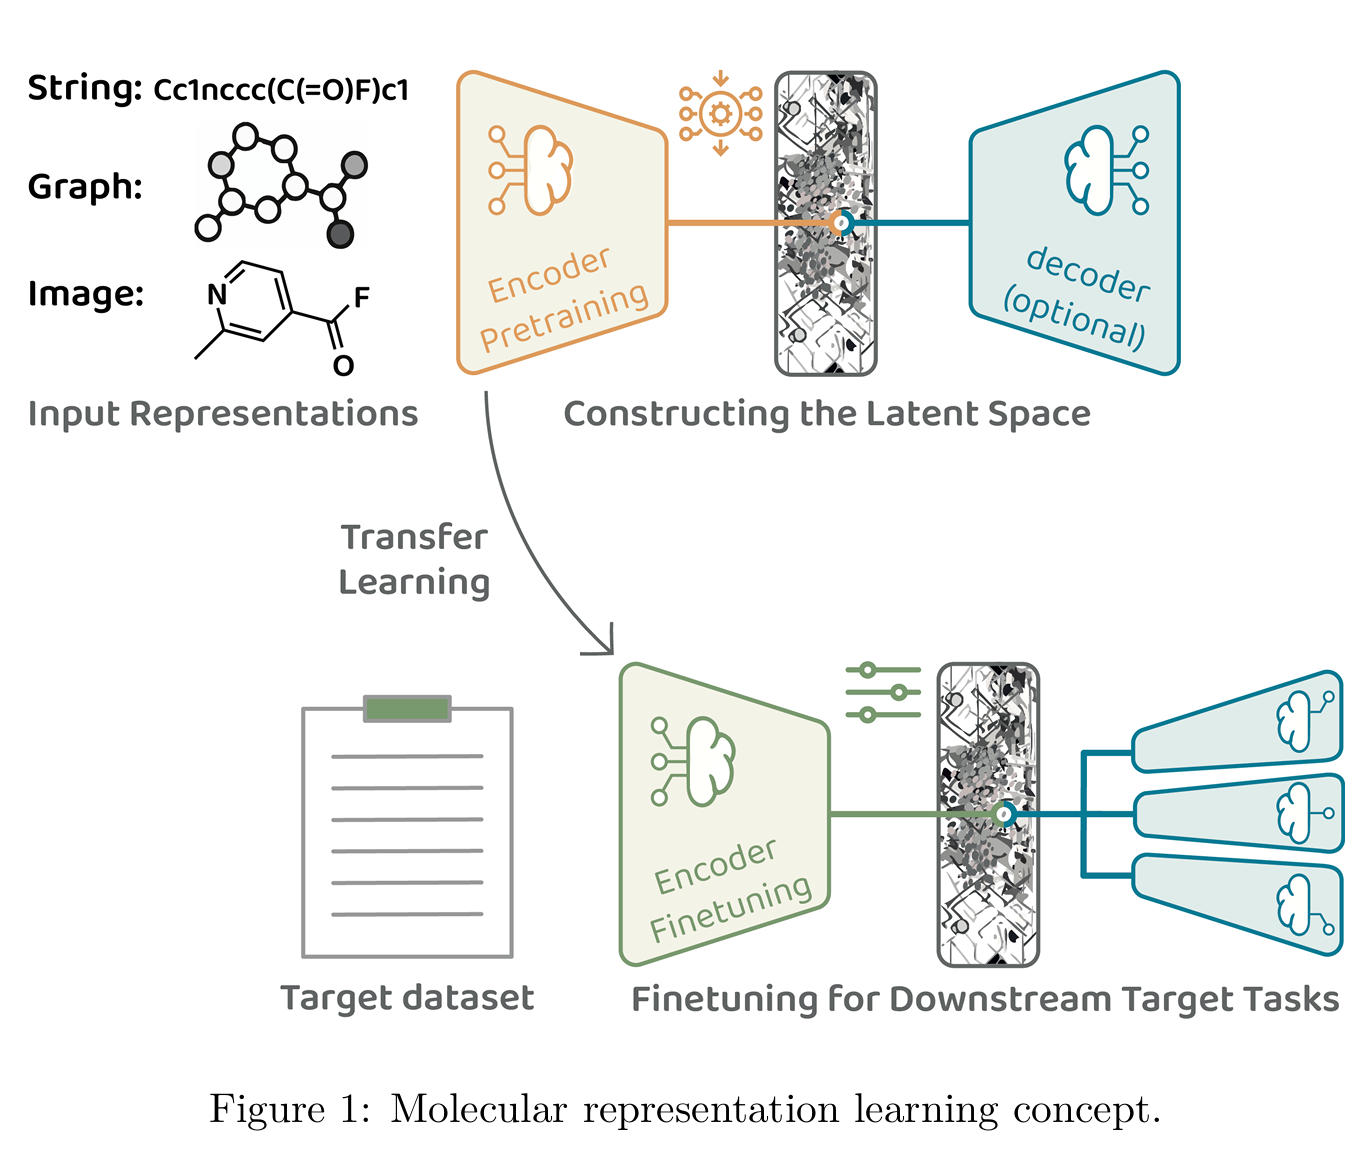 String: Cc1nccc(C(=O)F)c1
Graph:
Image:
N
F
O
Input Representations
Encoder
Pretraining
decoder
(optional)
Constructing the Latent Space
Transfer
Learning
Encoder
Finetuning
Target dataset
Finetuning for Downstream Target Tasks
Figure 1: Molecular representation learning concept.